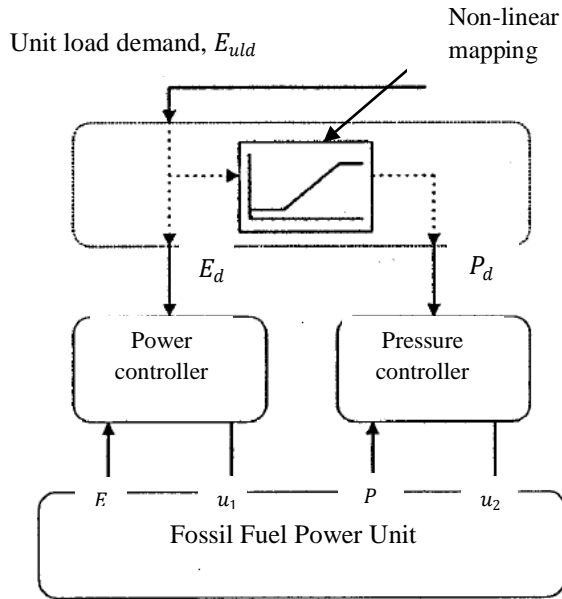 Non-linear
mapping
Unit load demand, E_uld
E_d
P_d
Power
controller
Pressure
controller
E
u_1
P
u_2
Fossil Fuel Power Unit